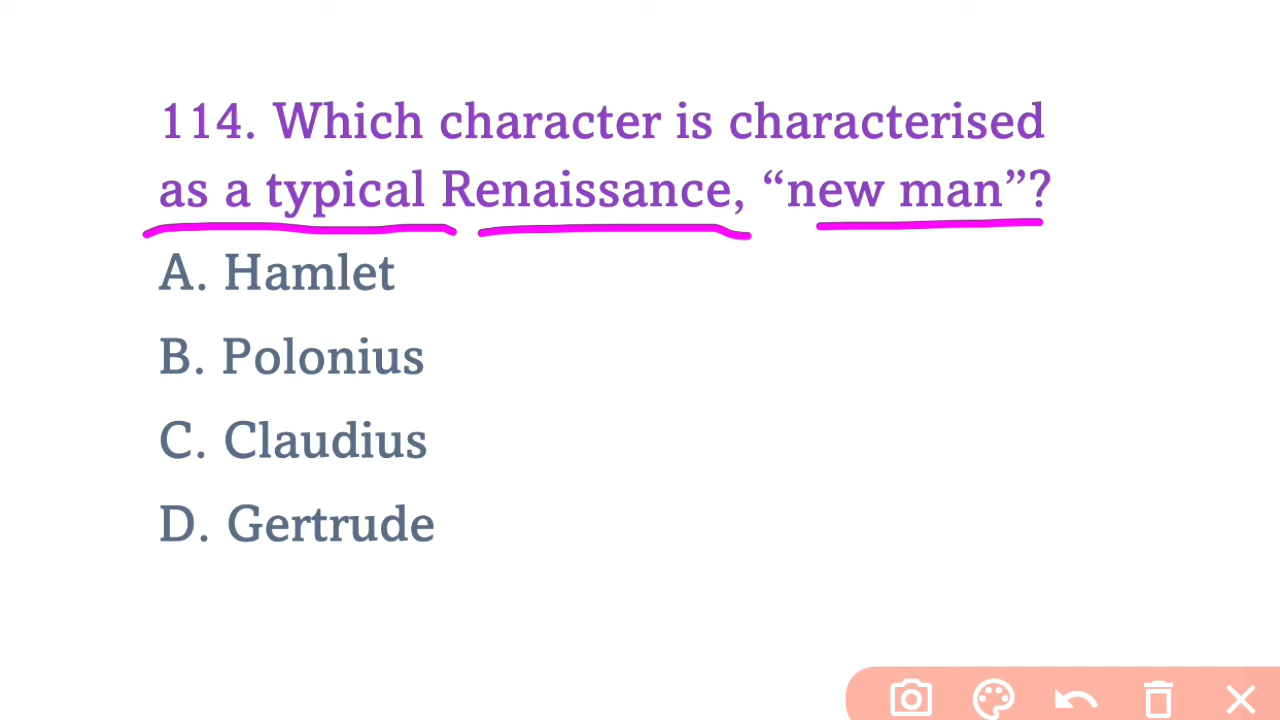 114. Which character is characterised
as a typical Renaissance, “new man”?
A. Hamlet
B. Polonius
C. Claudius
D. Gertrude